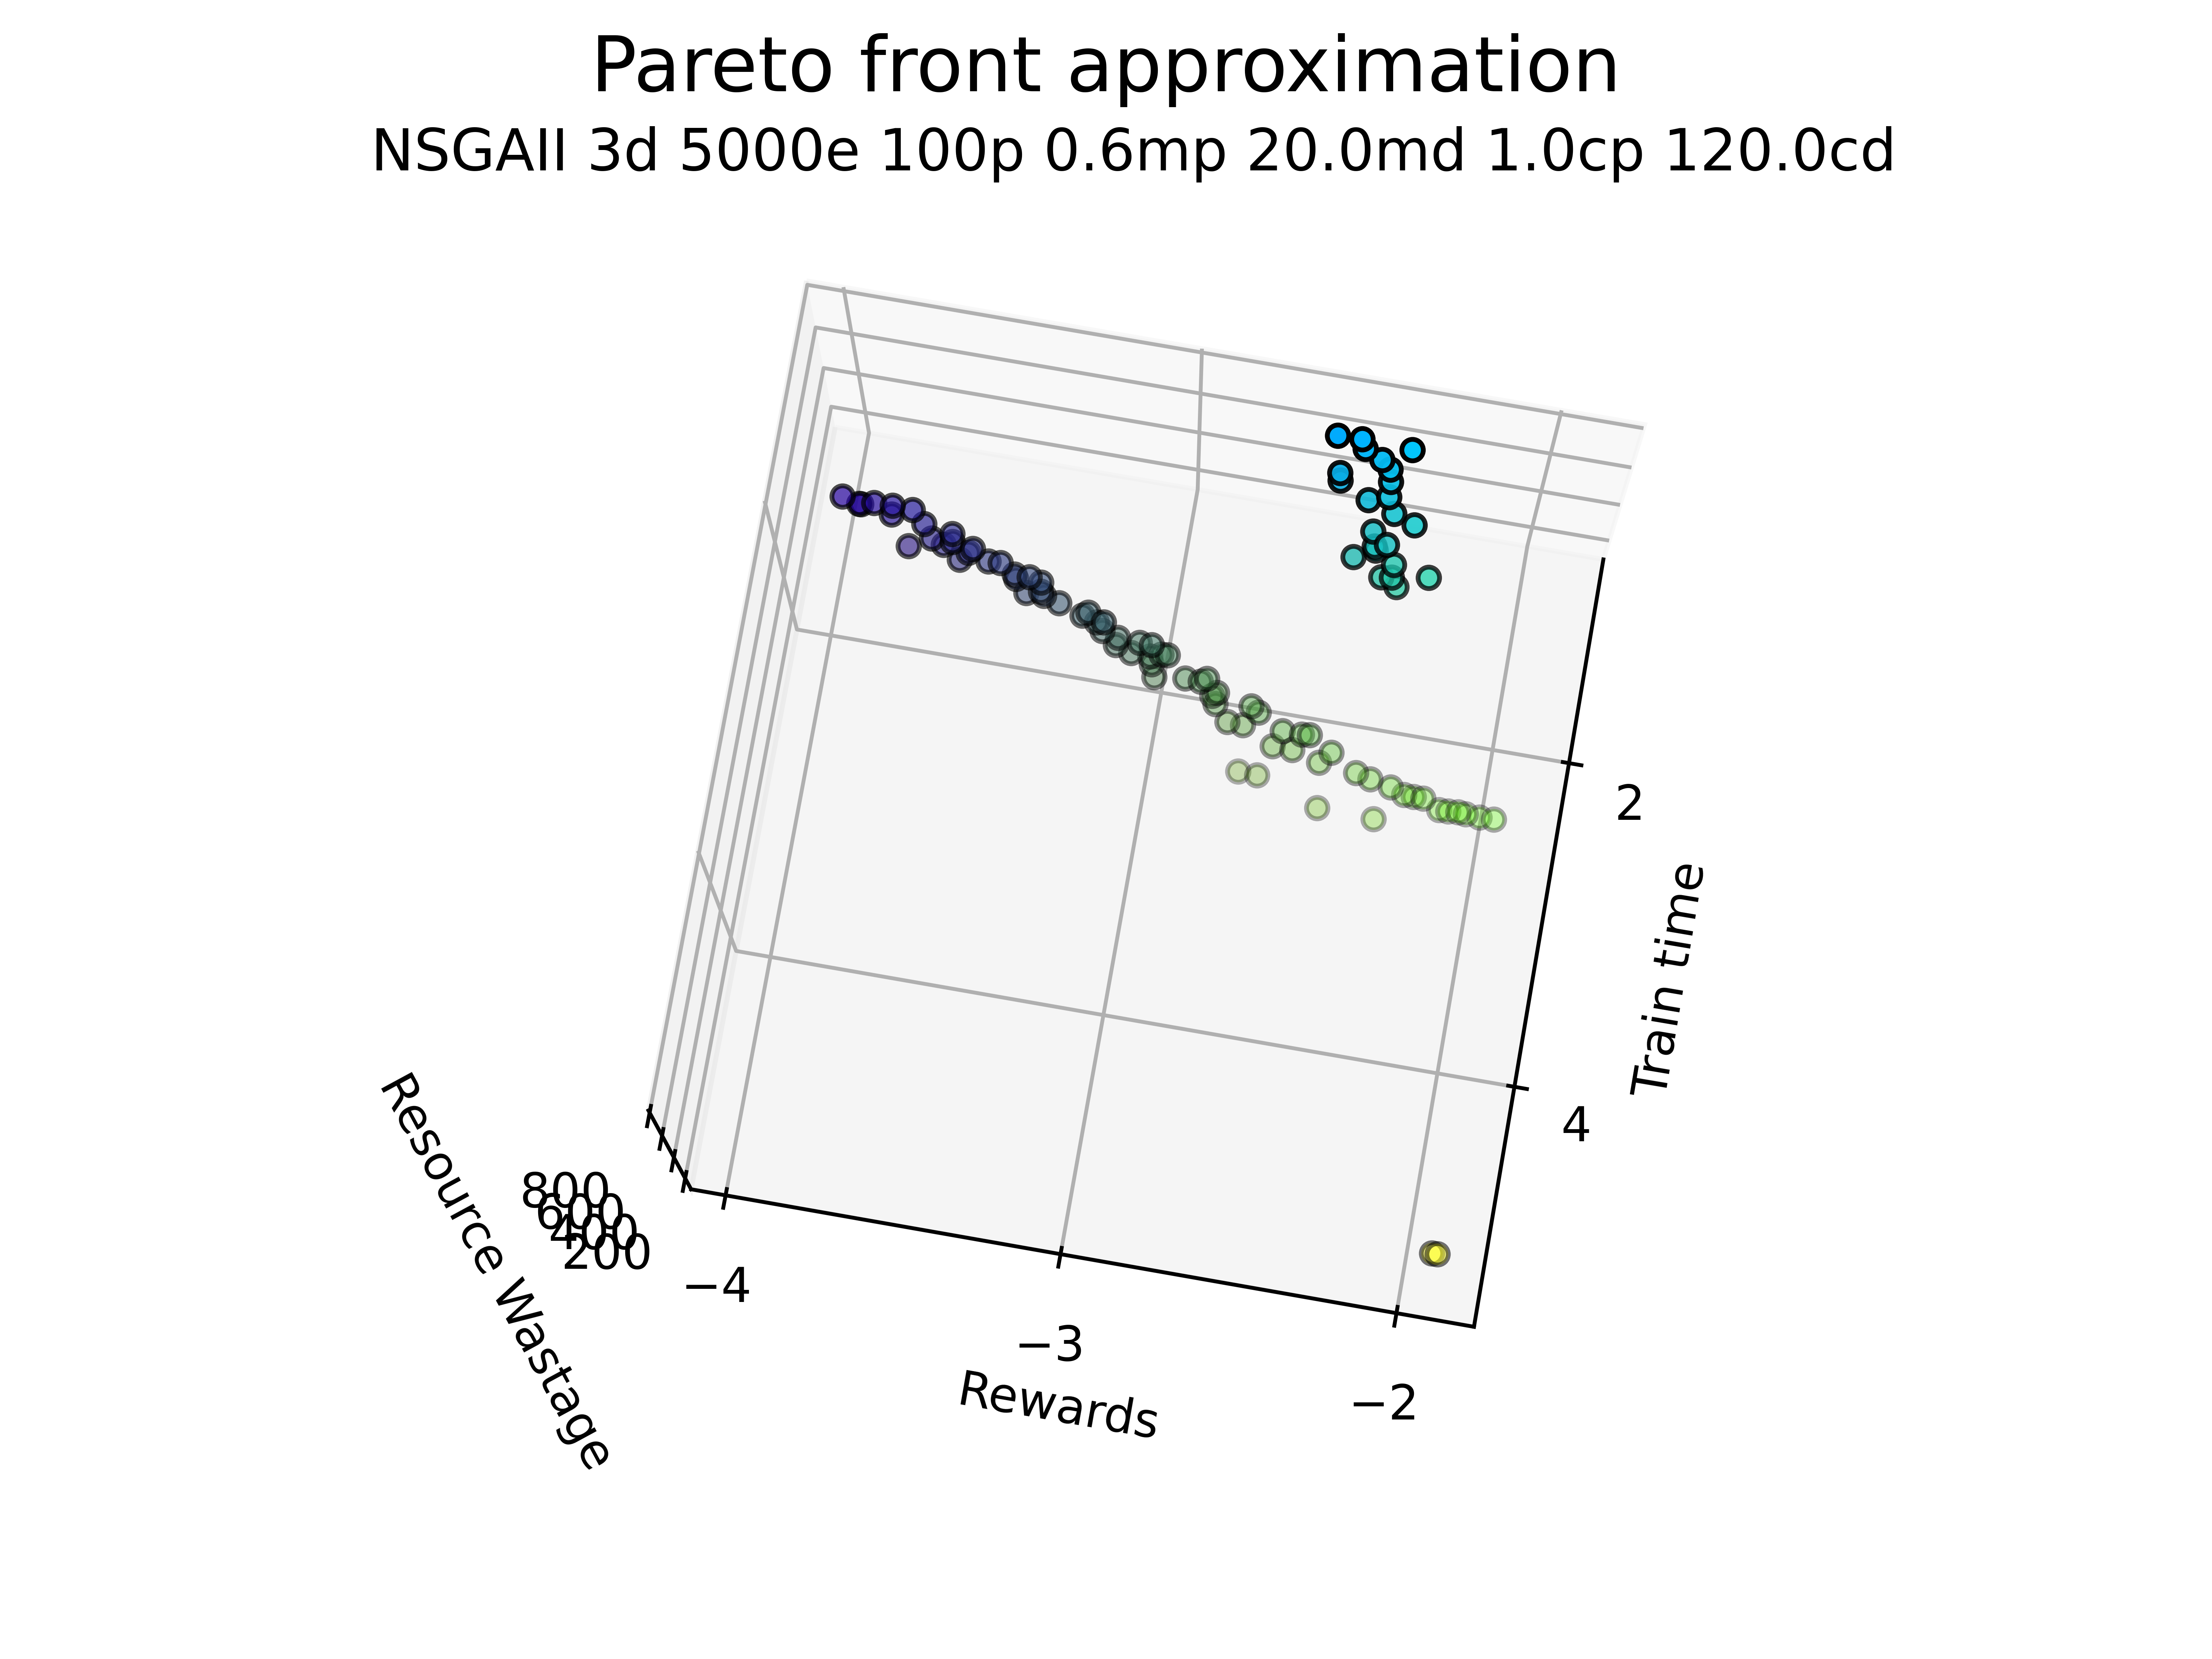 Pareto front approximation
NSGAII 3d 5000e 100p 0.6mp 20.0md 1.0cp 120.0cd
2
4
Train time
800
600
400
200
Resource Wastage
−4
−3
−2
Rewards